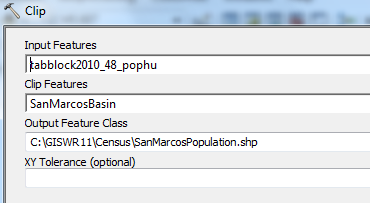 Clip
Input Features
tabblock2010_48_pophu
Clip Features
SanMarcosBasin
Output Feature Class
C:\GISWR11\Census\SanMarcosPopulation.shp
XY Tolerance (optional)